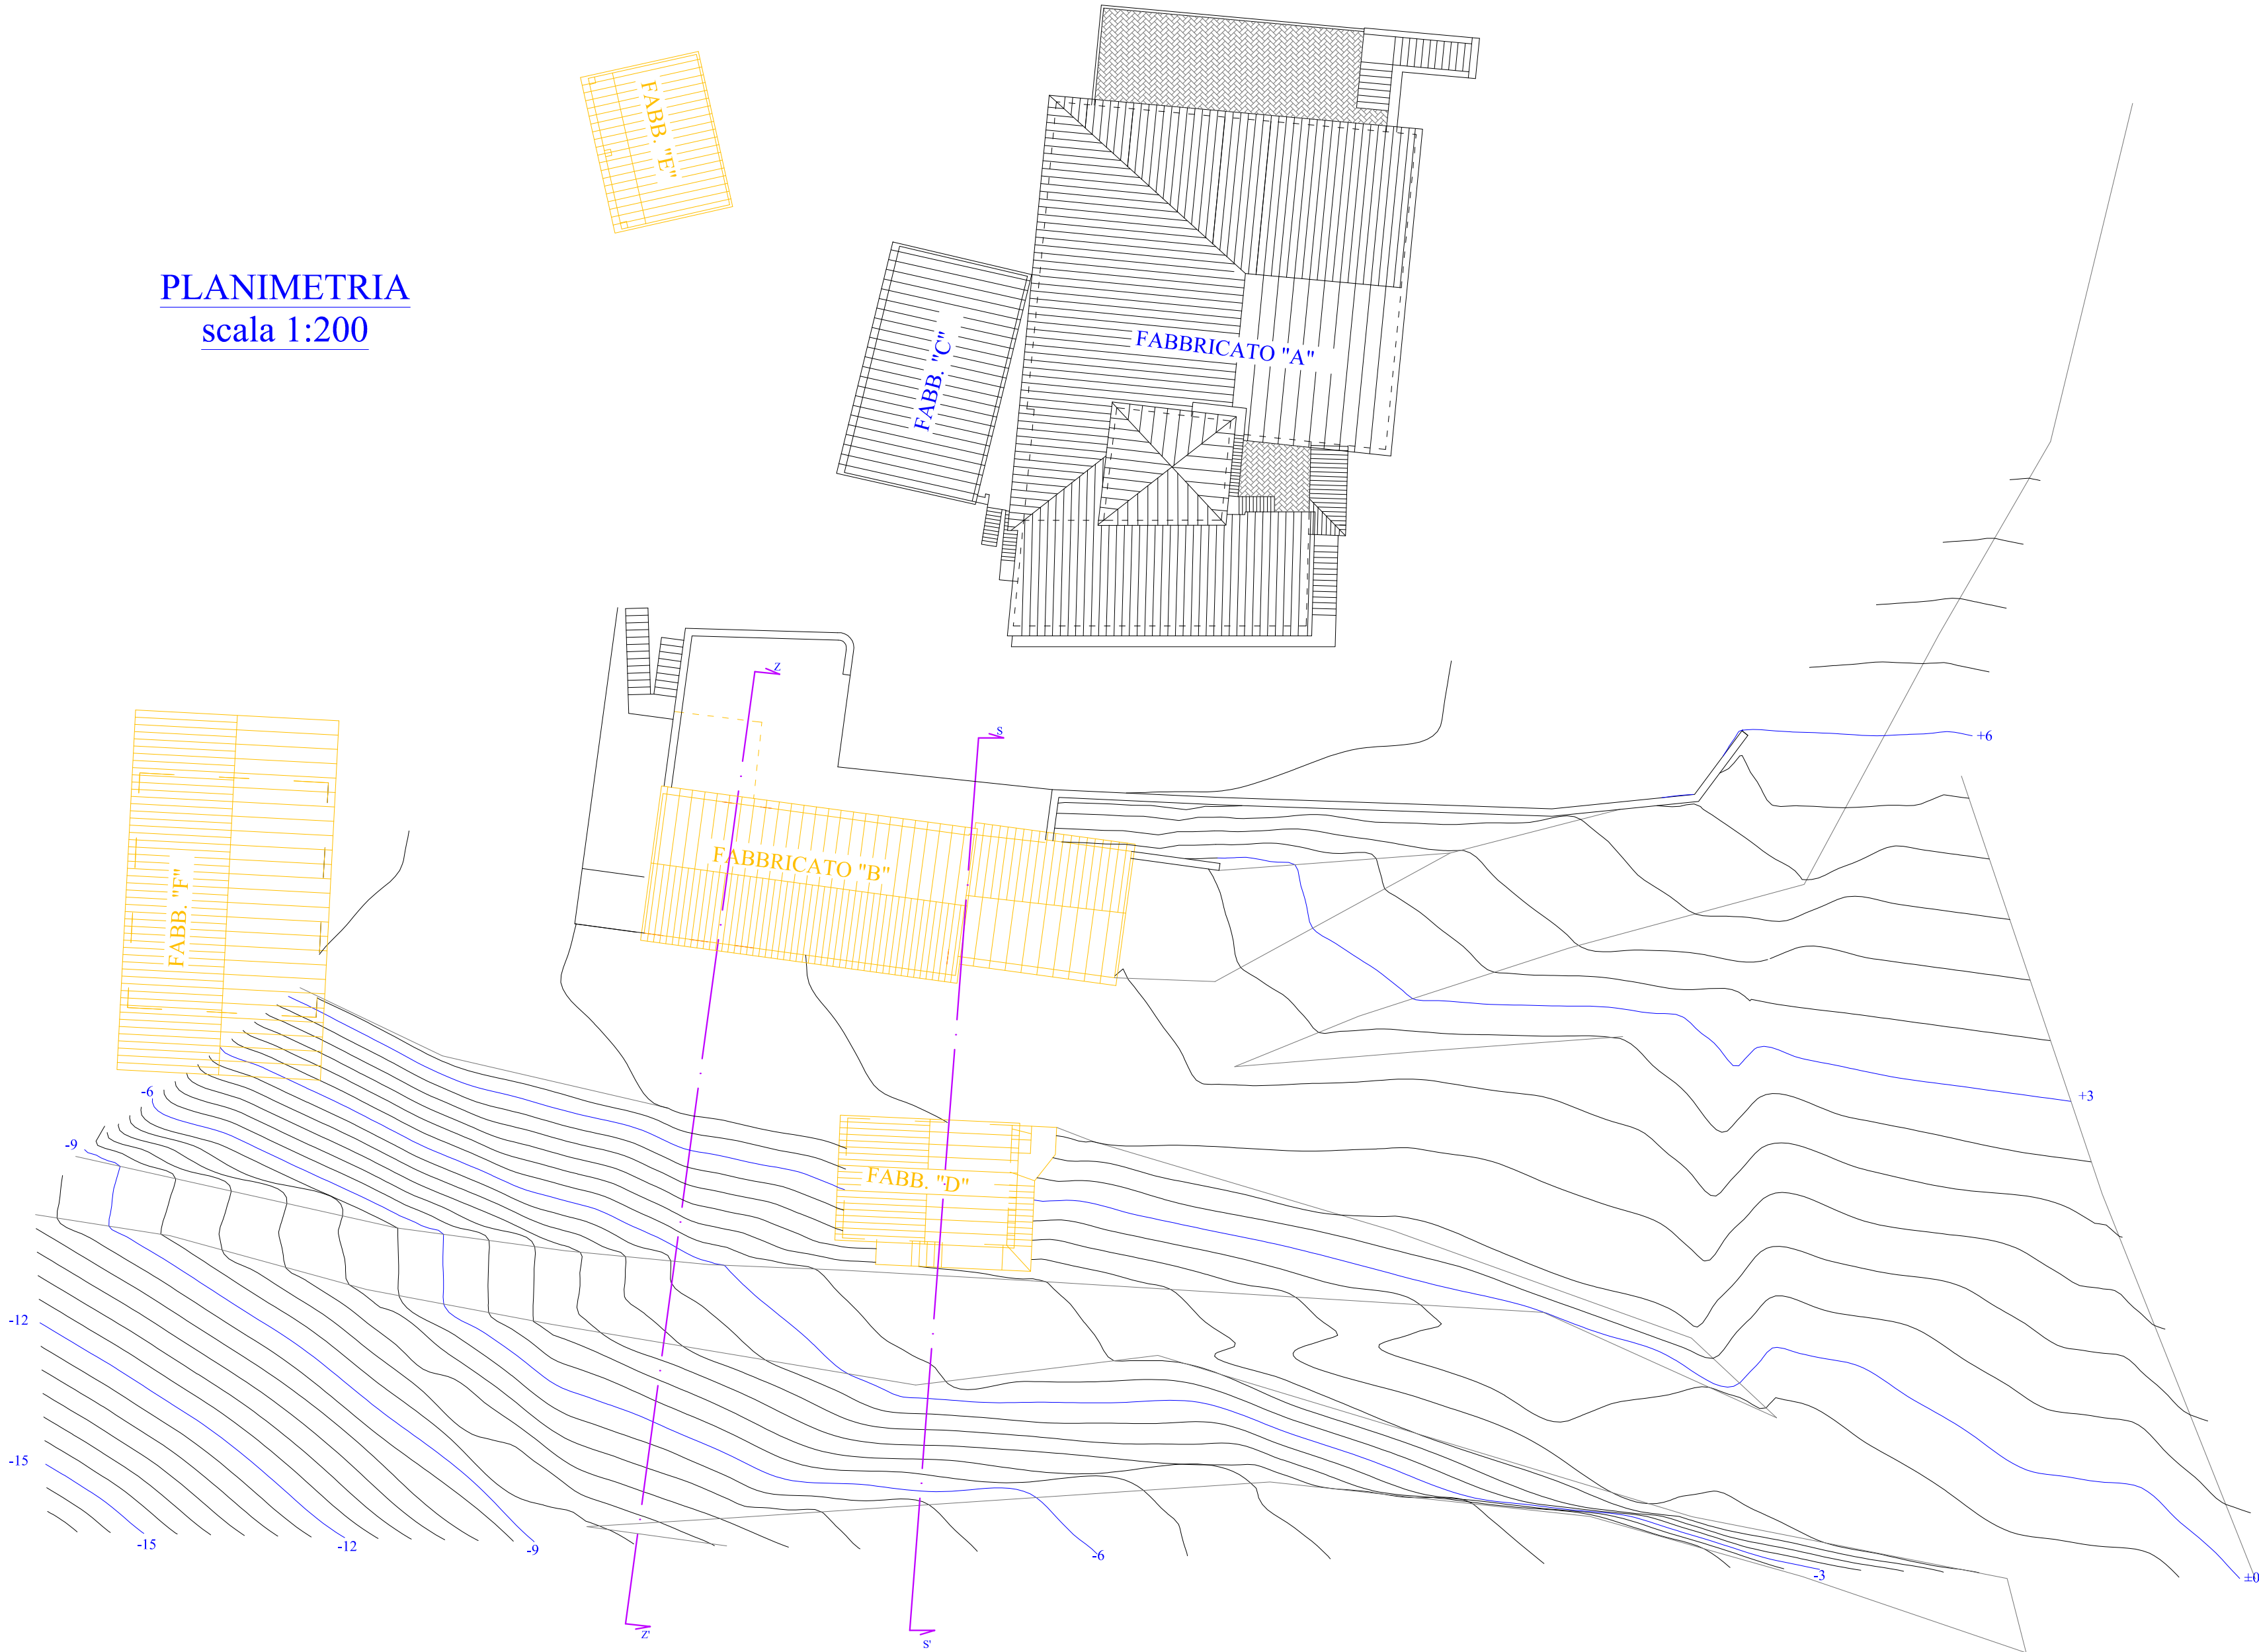 FABB. "E"
PLANIMETRIA
scala 1:200
FABB. "C"
FABBRICATO "A"
Z
S
+6
FABBRICATO "B"
FABB. "F"
-6
+3
-9
FABB. "D"
-12
-15
-15
-12
-9
-6
-3
±0
Z'
S'